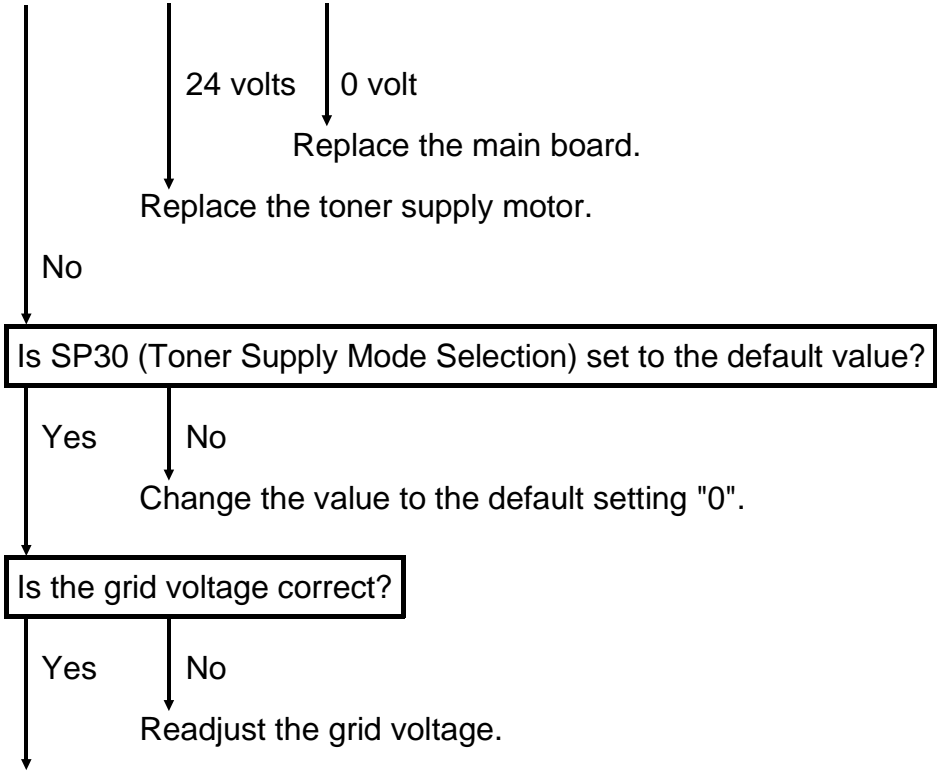 24 volts 0 volt
Replace the main board.
Replace the toner supply motor.
No
Is SP30 (Toner Supply Mode Selection) set to the default value?
Yes No
Change the value to the default setting "0".
Is the grid voltage correct?
Yes No
Readjust the grid voltage.